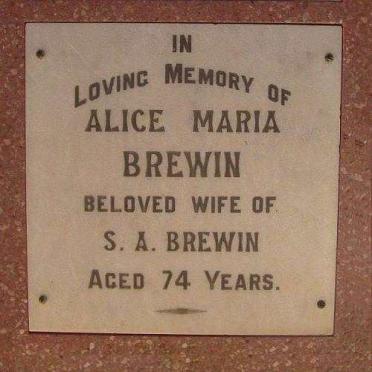 IN
LOVING MEMORY OF
ALICE MARIA
BREWIN
BELOVED WIFE OF
S. A. BREWIN
AGED 74 YEARS.